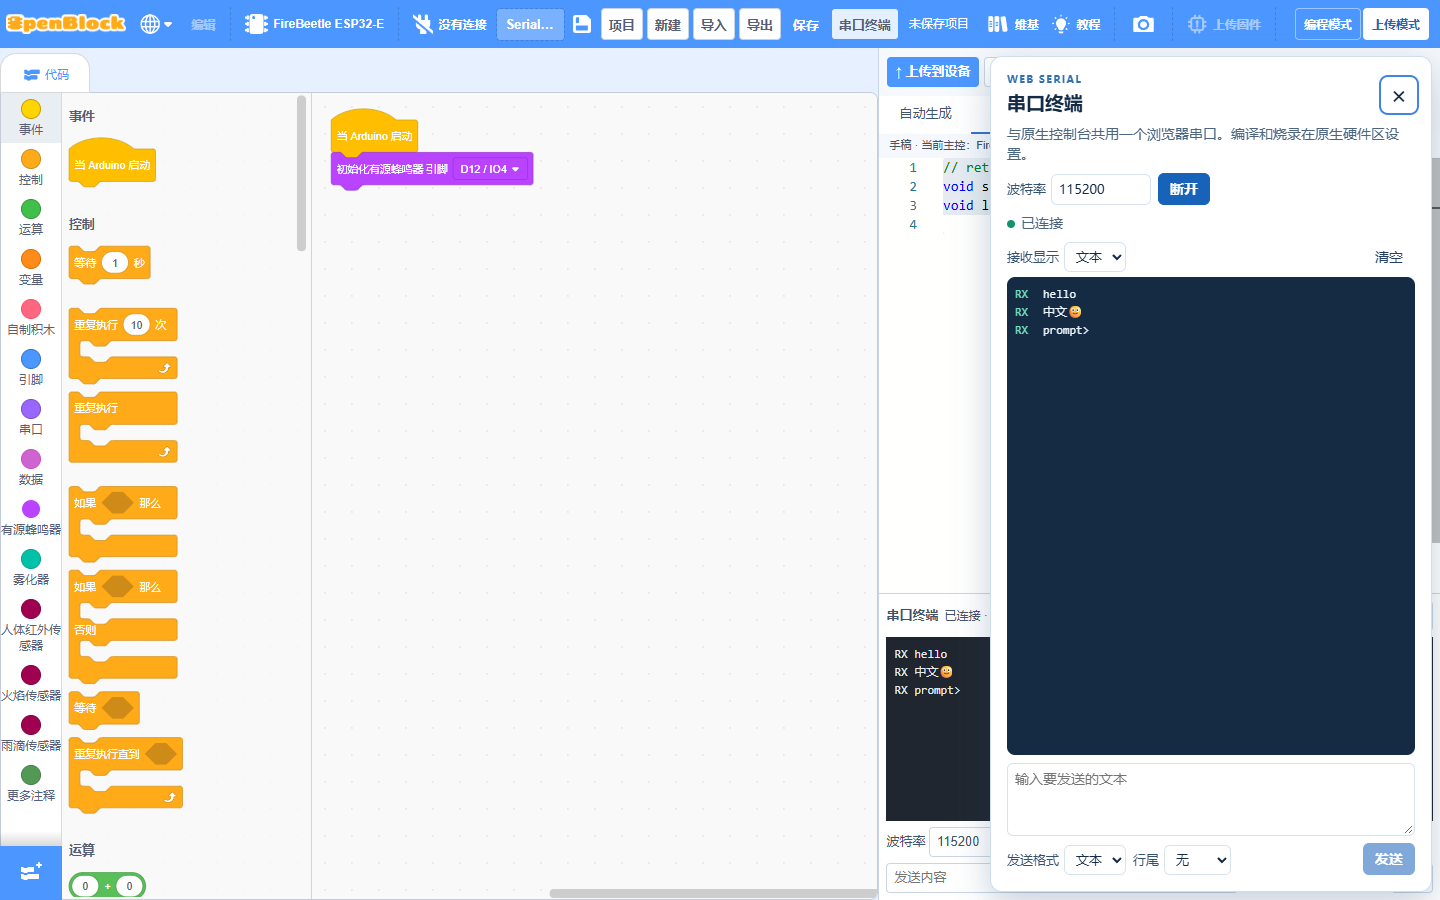 OpenBlock
编辑
FireBeetle ESP32-E
没有连接
Serial...
项目
新建
导入
导出
保存
串口终端
未保存项目
维基
教程
上传固件
编程模式
上传模式
代码
事件
控制
运算
变量
自制积木
引脚
串口
数据
有源蜂鸣器
雾化器
人体红外传
感器
火焰传感器
雨滴传感器
更多注释
事件
当 Arduino 启动
控制
等待 1 秒
重复执行 10 次
重复执行
如果 那么
如果 那么
否则
等待
重复执行直到
运算
0 + 0
当 Arduino 启动
初始化有源蜂鸣器 引脚 D12 / IO4
↑ 上传到设备
自动生成
手稿 · 当前主控：Fir
1 // ret
2 void s
3 void l
4
串口终端 已连接 ·
RX hello
RX 中文😀
RX prompt>
波特率 115200
发送内容
WEB SERIAL
串口终端
与原生控制台共用一个浏览器串口。编译和烧录在原生硬件区设
置。
波特率 115200 断开
已连接
接收显示 文本 清空
RX hello
RX 中文😀
RX prompt>
输入要发送的文本
发送格式 文本 行尾 无 发送